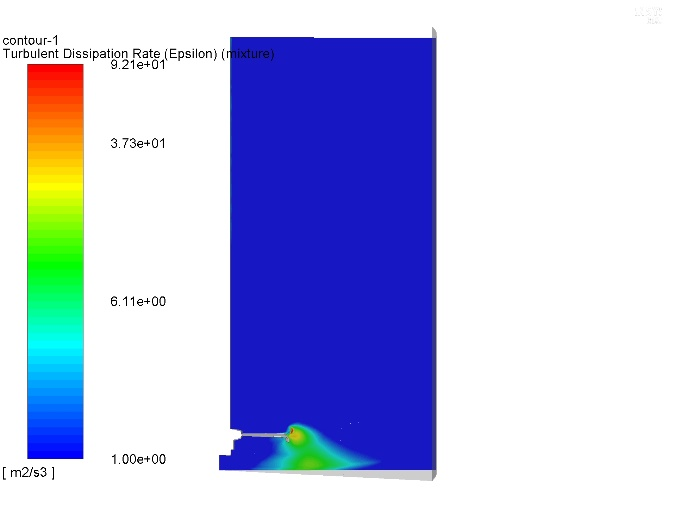 contour-1
Turbulent Dissipation Rate (Epsilon) (mixture)
9.21e+01
3.73e+01
6.11e+00
1.00e+00
[ m2/s3 ]